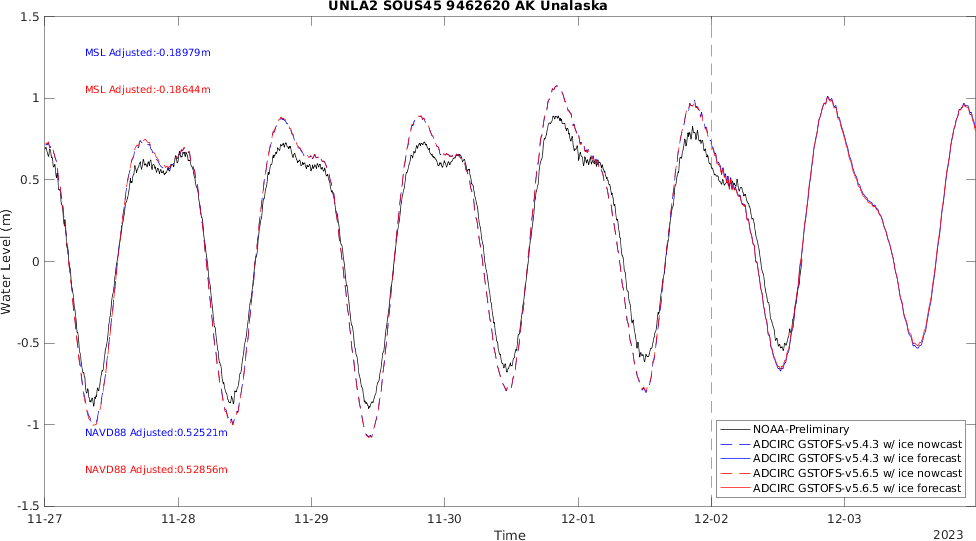 UNLA2 SOUS45 9462620 AK Unalaska
1.5
1
0.5
0
-0.5
-1
-1.5
Water Level (m)
MSL Adjusted:-0.18979m
MSL Adjusted:-0.18644m
NAVD88 Adjusted:0.52521m
NAVD88 Adjusted:0.52856m
NOAA-Preliminary
ADCIRC GSTOFS-v5.4.3 w/ ice nowcast
ADCIRC GSTOFS-v5.4.3 w/ ice forecast
ADCIRC GSTOFS-v5.6.5 w/ ice nowcast
ADCIRC GSTOFS-v5.6.5 w/ ice forecast
11-27 11-28 11-29 11-30 12-01 12-02 12-03
Time
2023